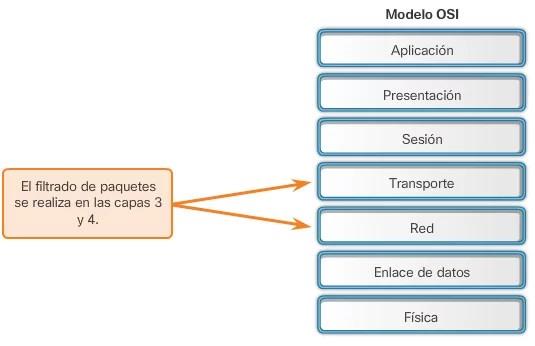 Modelo OSI
Aplicación
Presentación
Sesión
El filtrado de paquetes
se realiza en las capas 3
y 4.
Transporte
Red
Enlace de datos
Física